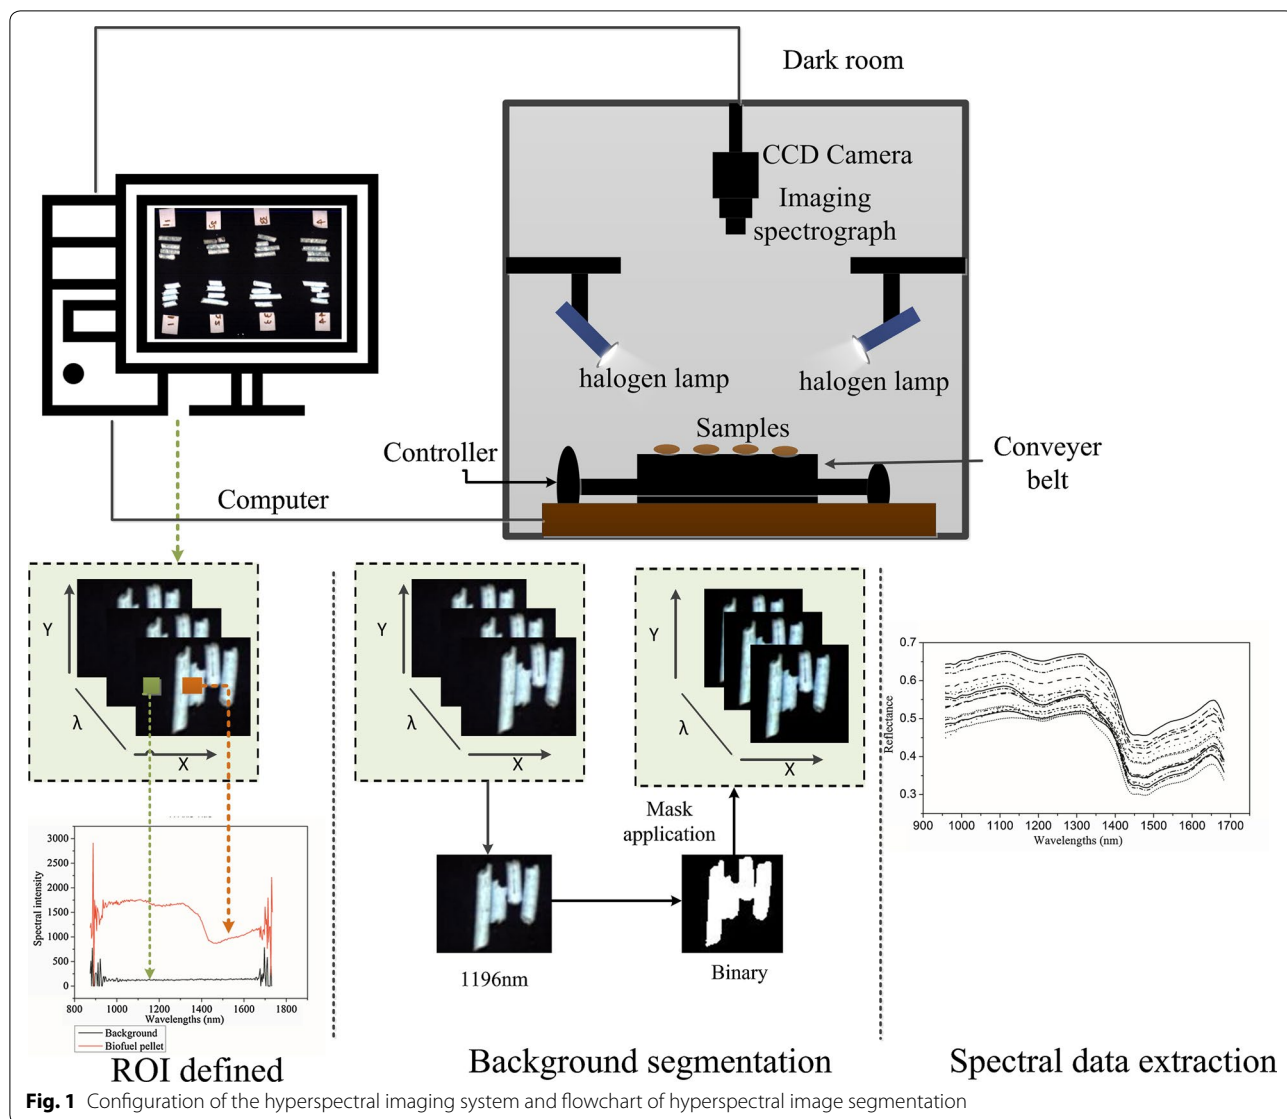 Dark room
CCD Camera
Imaging
spectrograph
halogen lamp
halogen lamp
Samples
Controller
Conveyer
belt
Computer
Y
λ
X
Y
λ
X
Y
λ
X
Mask
application
1196nm
Binary
3000
2500
2000
1500
1000
500
0
Spectral intensity
800 1000 1200 1400 1600 1800
Wavelengths (nm)
Background
Biofuel pellet
0.7
0.6
0.5
0.4
0.3
Reflectance
900 1000 1100 1200 1300 1400 1500 1600 1700
Wavelengths (nm)
ROI defined
Background segmentation
Spectral data extraction
Fig. 1 Configuration of the hyperspectral imaging system and flowchart of hyperspectral image segmentation